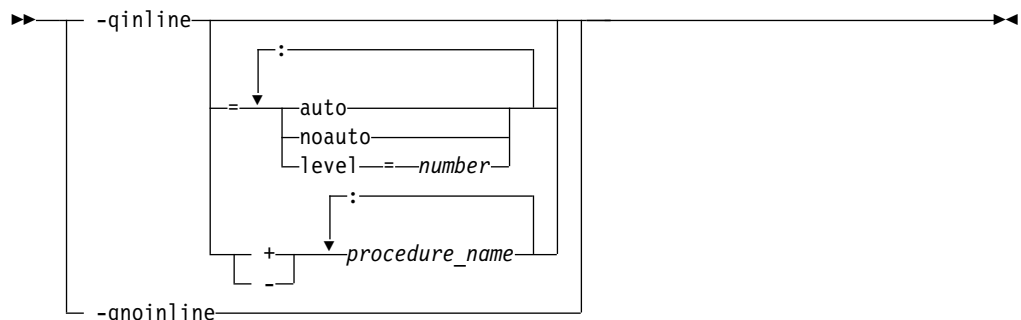 -qinline
:
= auto
noauto
level = number
:
+ procedure_name
-
-qnoinline